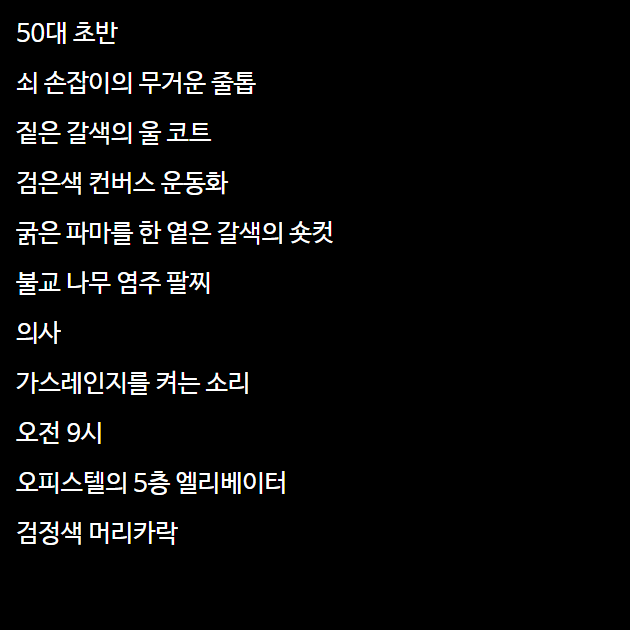 50대 초반
쇠 손잡이의 무거운 줄톱
짙은 갈색의 울 코트
검은색 컨버스 운동화
굵은 파마를 한 옅은 갈색의 숏컷
불교 나무 염주 팔찌
의사
가스레인지를 켜는 소리
오전 9시
오피스텔의 5층 엘리베이터
검정색 머리카락